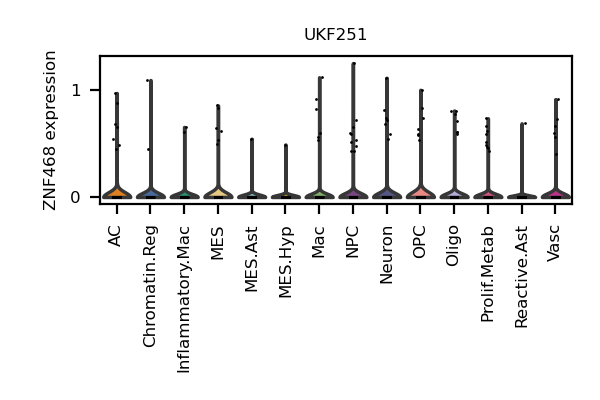 UKF251
ZNF468 expression
1
0
AC
Chromatin.Reg
Inflammatory.Mac
MES
MES.Ast
MES.Hyp
Mac
NPC
Neuron
OPC
Oligo
Prolif.Metab
Reactive.Ast
Vasc